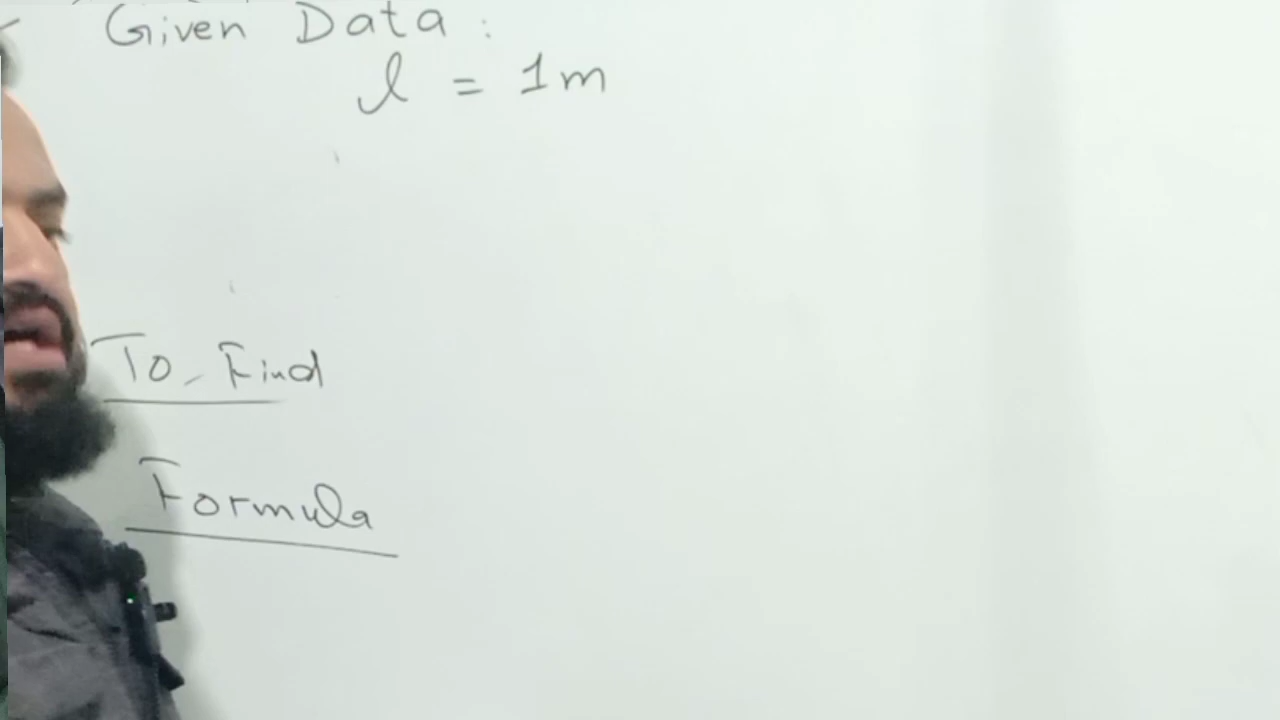 Given Data :
l = 1m
To Find
Formula